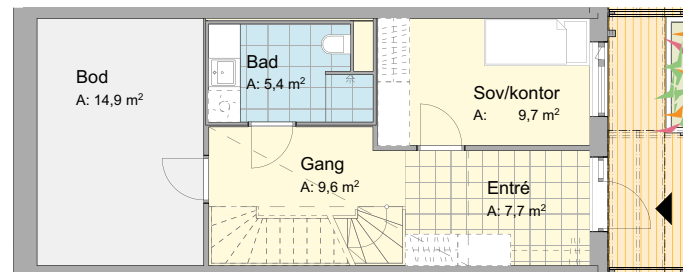 Bod
A: 14,9 m²
Bad
A: 5,4 m²
Sov/kontor
A: 9,7 m²
Gang
A: 9,6 m²
Entré
A: 7,7 m²